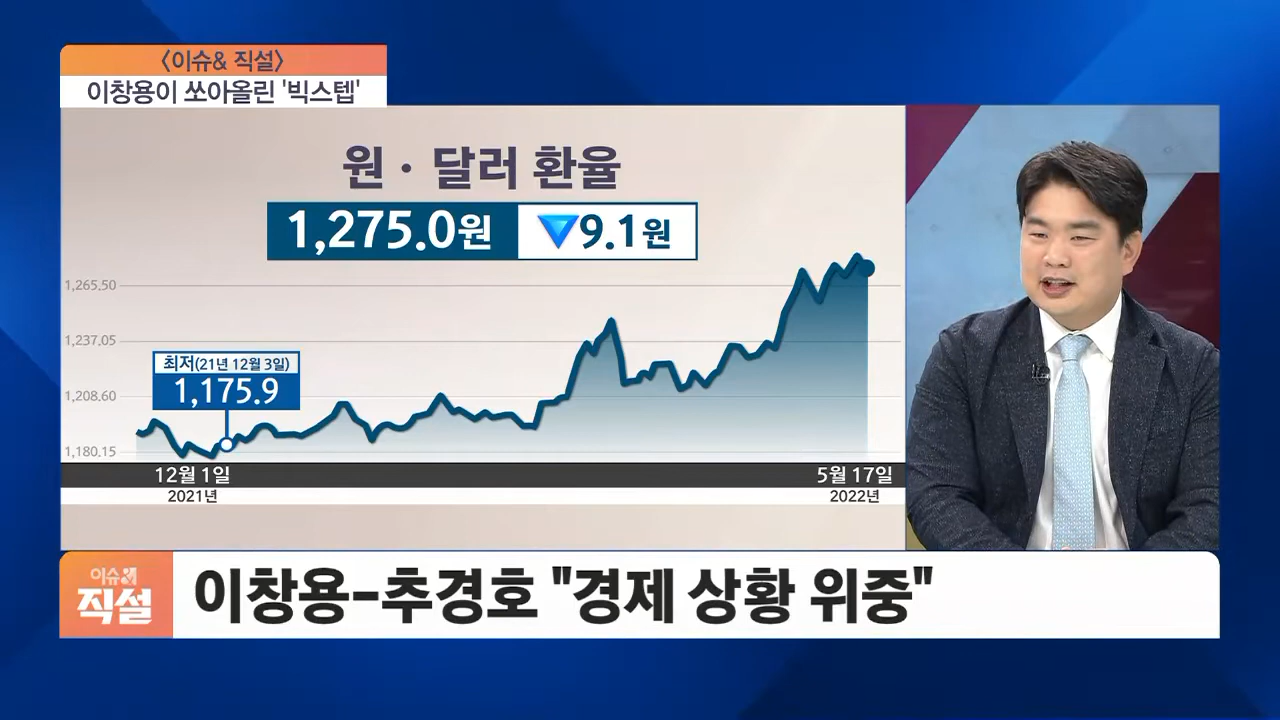 <이슈& 직설>
이창용이 쏘아올린 '빅스텝'
원 · 달러 환율
1,275.0원 ▼9.1원
1,265.50
1,237.05
1,208.60
1,180.15
최저(21년 12월 3일)
1,175.9
12월 1일
2021년
5월 17일
2022년
이슈&
직설
이창용-추경호 "경제 상황 위중"